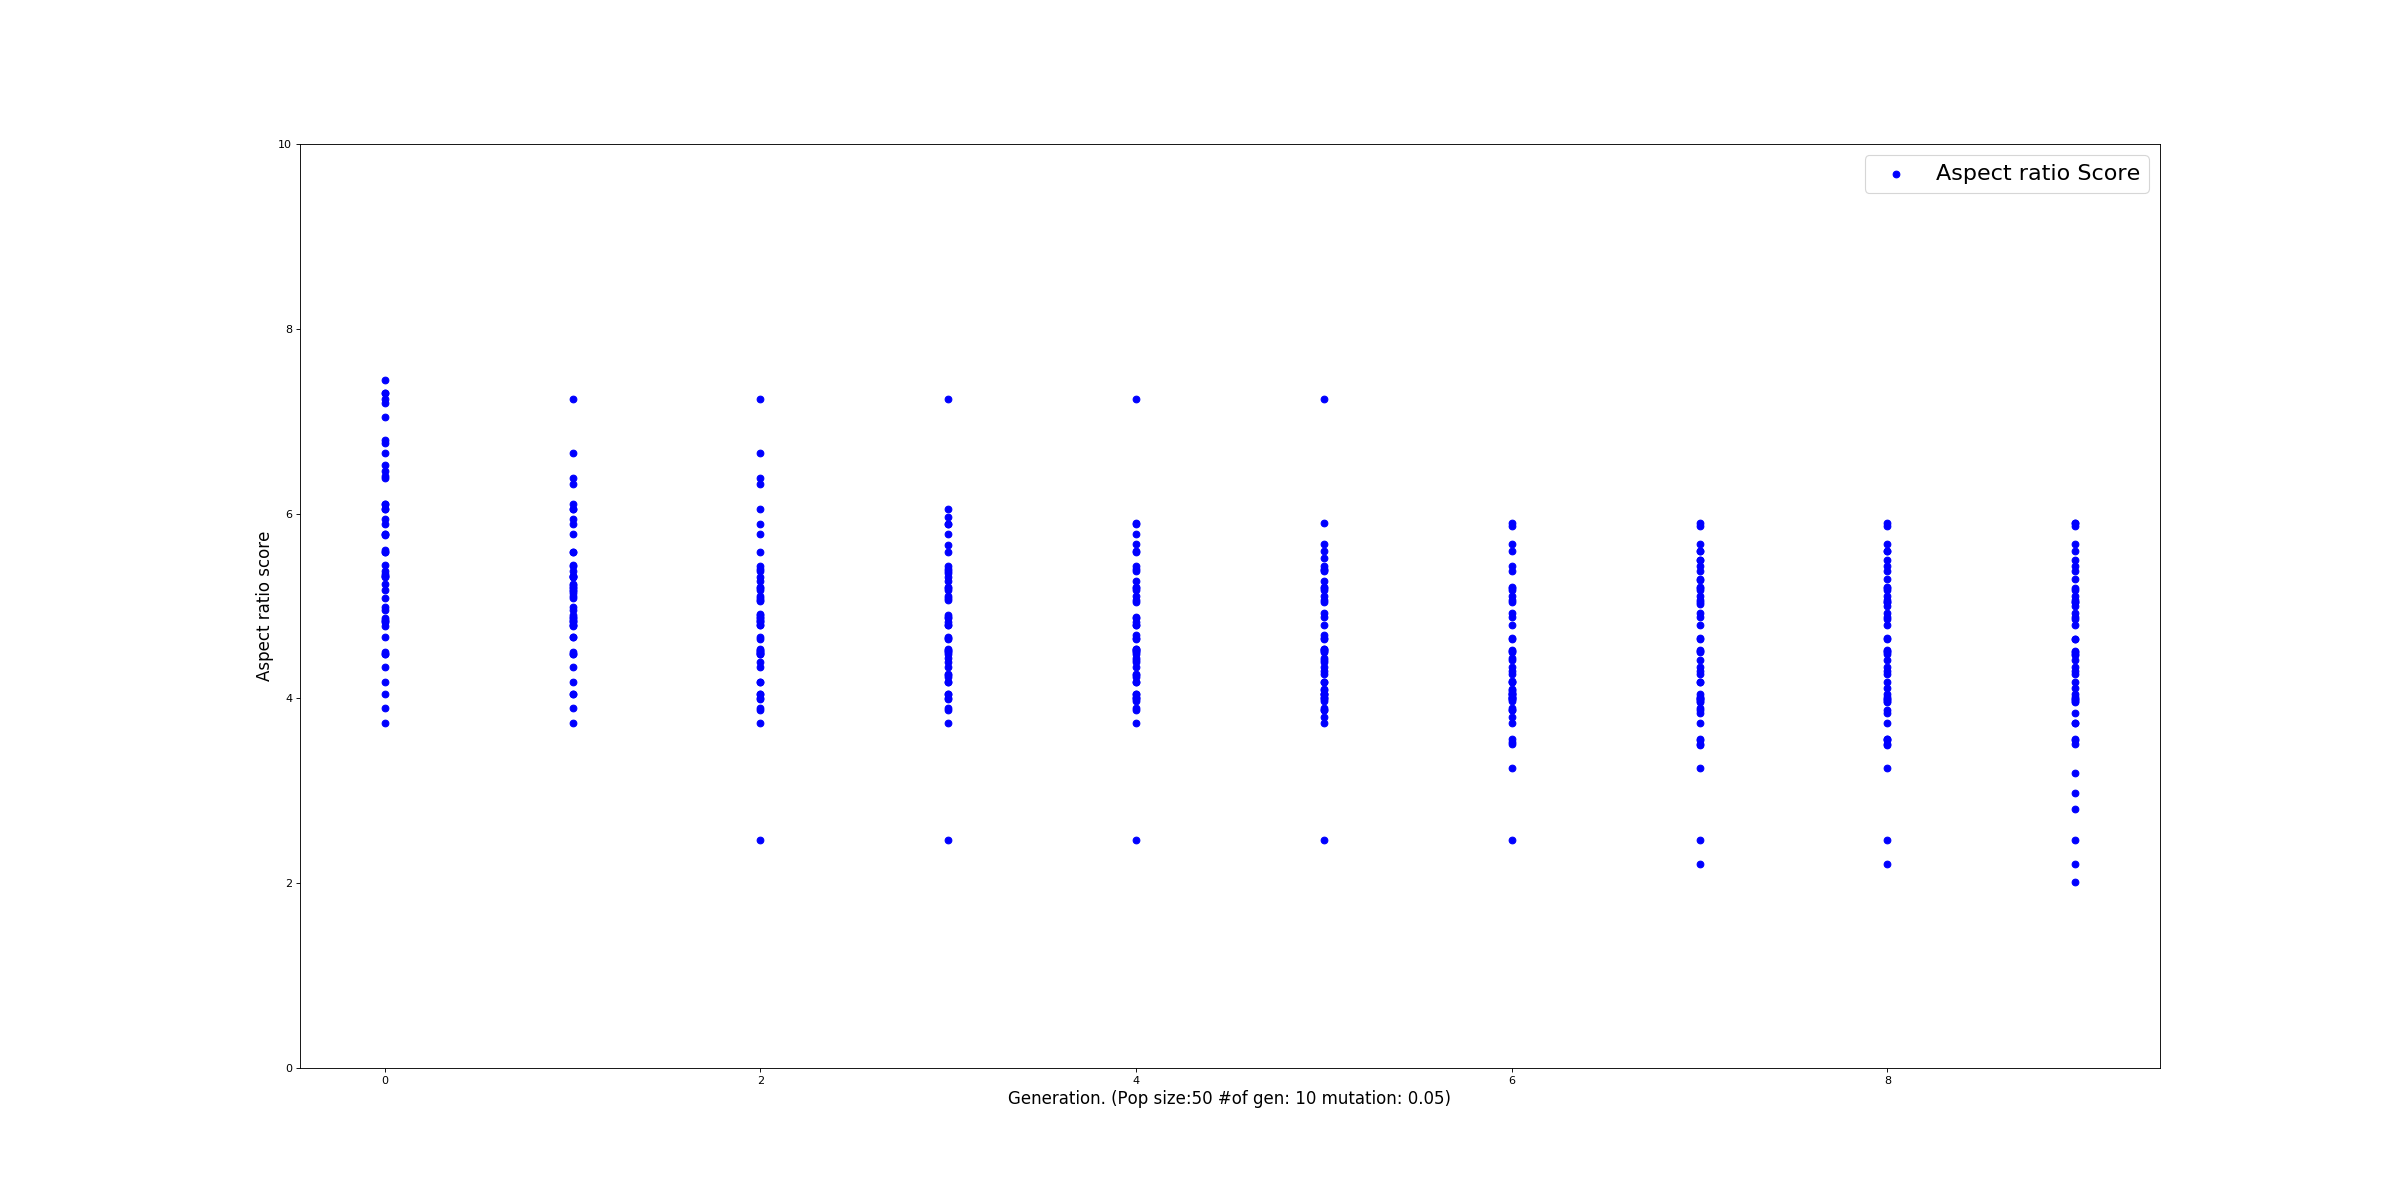 10
8
6
4
2
0
Aspect ratio score
Aspect ratio Score
0 2 4 6 8
Generation. (Pop size:50 #of gen: 10 mutation: 0.05)